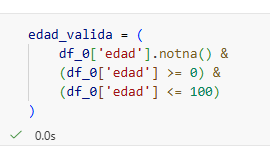 edad_valida = (
    df_0['edad'].notna() &
    (df_0['edad'] >= 0) &
    (df_0['edad'] <= 100)
)
✓ 0.0s